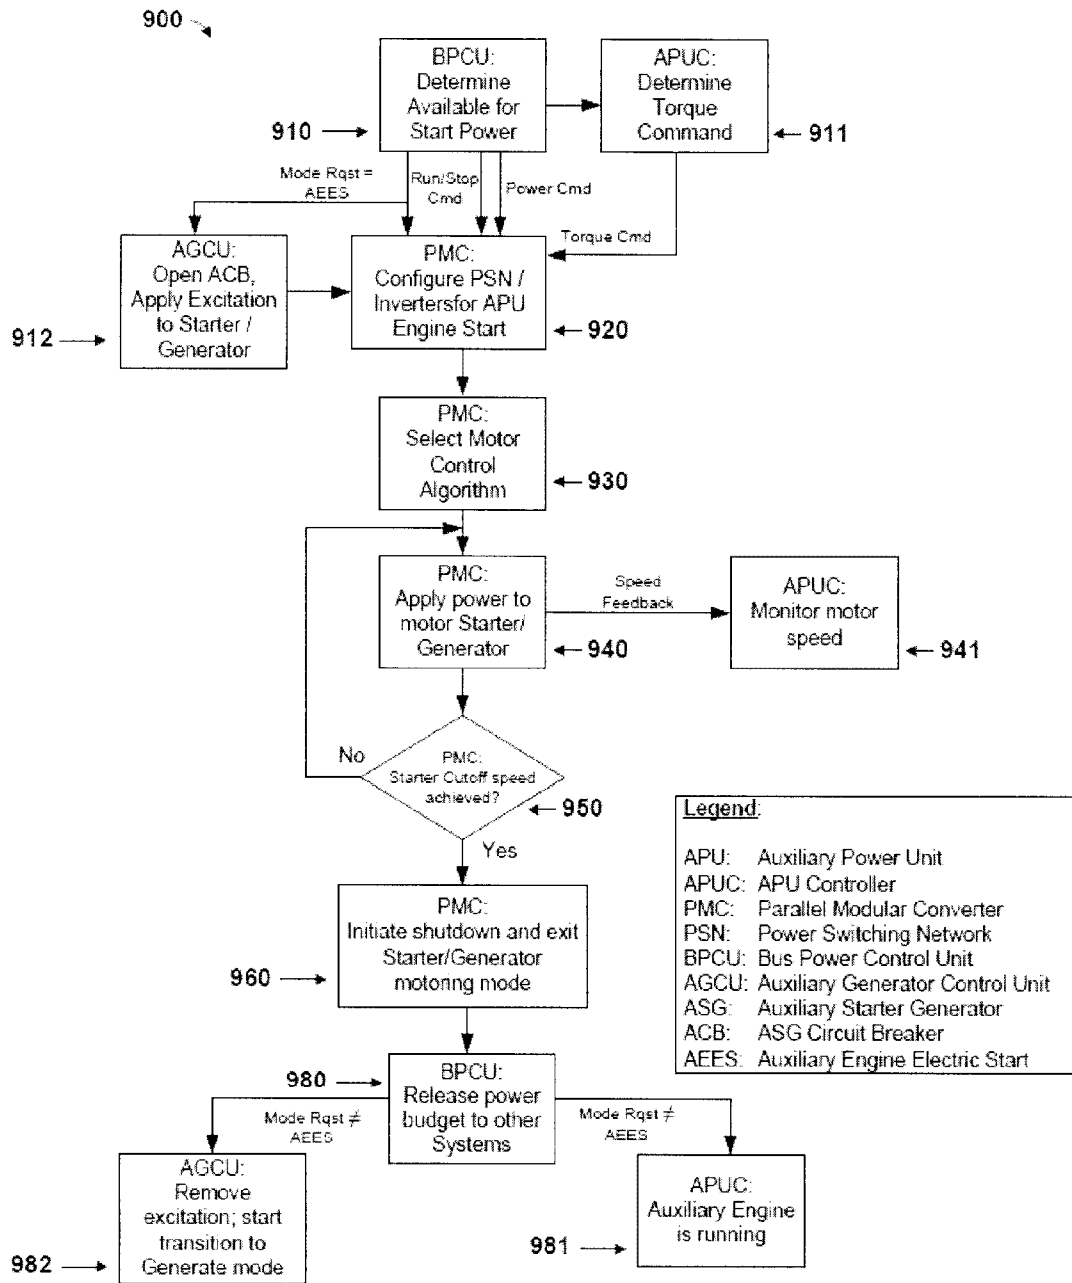 900
BPCU:
Determine
Available for
Start Power
910
APUC:
Determine
Torque
Command
911
Mode Rqst =
AEES
Run/Stop
Cmd
Power Cmd
Torque Cmd
AGCU:
Open ACB,
Apply Excitation
to Starter /
Generator
912
PMC:
Configure PSN /
Invertersfor APU
Engine Start
920
PMC:
Select Motor
Control
Algorithm
930
PMC:
Apply power to
motor Starter/
Generator
940
Speed
Feedback
APUC:
Monitor motor
speed
941
No
PMC:
Starter Cutoff speed
achieved?
950
Yes
PMC:
Initiate shutdown and exit
Starter/Generator
motoring mode
960
Legend:
APU: Auxiliary Power Unit
APUC: APU Controller
PMC: Parallel Modular Converter
PSN: Power Switching Network
BPCU: Bus Power Control Unit
AGCU: Auxiliary Generator Control Unit
ASG: Auxiliary Starter Generator
ACB: ASG Circuit Breaker
AEES: Auxiliary Engine Electric Start
980
BPCU:
Release power
budget to other
Systems
Mode Rqst ≠
AEES
Mode Rqst ≠
AEES
AGCU:
Remove
excitation; start
transition to
Generate mode
982
APUC:
Auxiliary Engine
is running
981